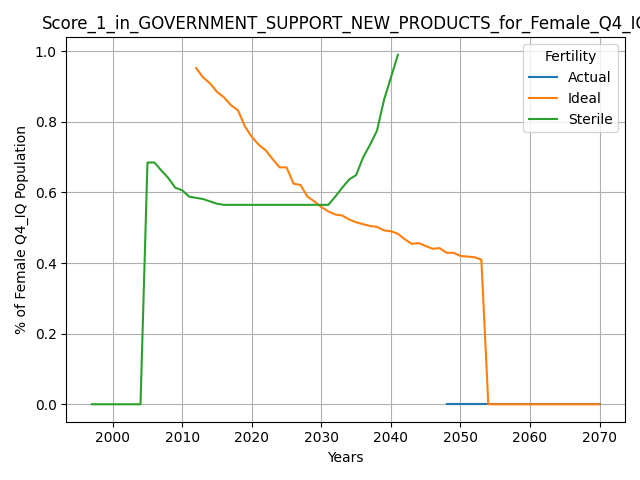 Score_1_in_GOVERNMENT_SUPPORT_NEW_PRODUCTS_for_Female_Q4_IQ
Fertility
Actual
Ideal
Sterile
% of Female Q4_IQ Population
1.0
0.8
0.6
0.4
0.2
0.0
2000 2010 2020 2030 2040 2050 2060 2070
Years